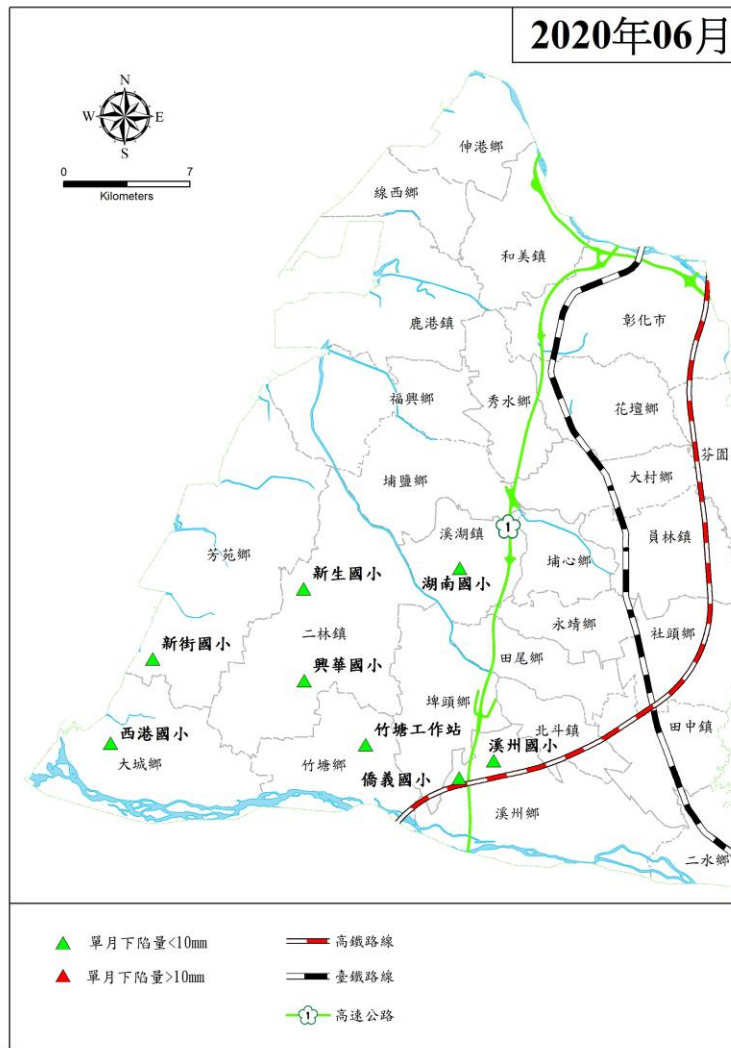 2020年06月
N
W
E
S
0
7
Kilometers
伸港鄉
線西鄉
和美鎮
鹿港鎮
彰化市
福興鄉
秀水鄉
花壇鄉
芬園
大村鄉
埔鹽鄉
溪湖鎮
1
員林鎮
芳苑鄉
埔心鄉
新生國小
湖南國小
永靖鄉
社頭鄉
二林鎮
新街國小
田尾鄉
興華國小
埤頭鄉
北斗鎮
田中鎮
西港國小
竹塘工作站
溪州國小
大城鄉
竹塘鄉
僑義國小
溪州鄉
二水鄉
單月下陷量<10mm
高鐵路線
單月下陷量>10mm
臺鐵路線
1
高速公路